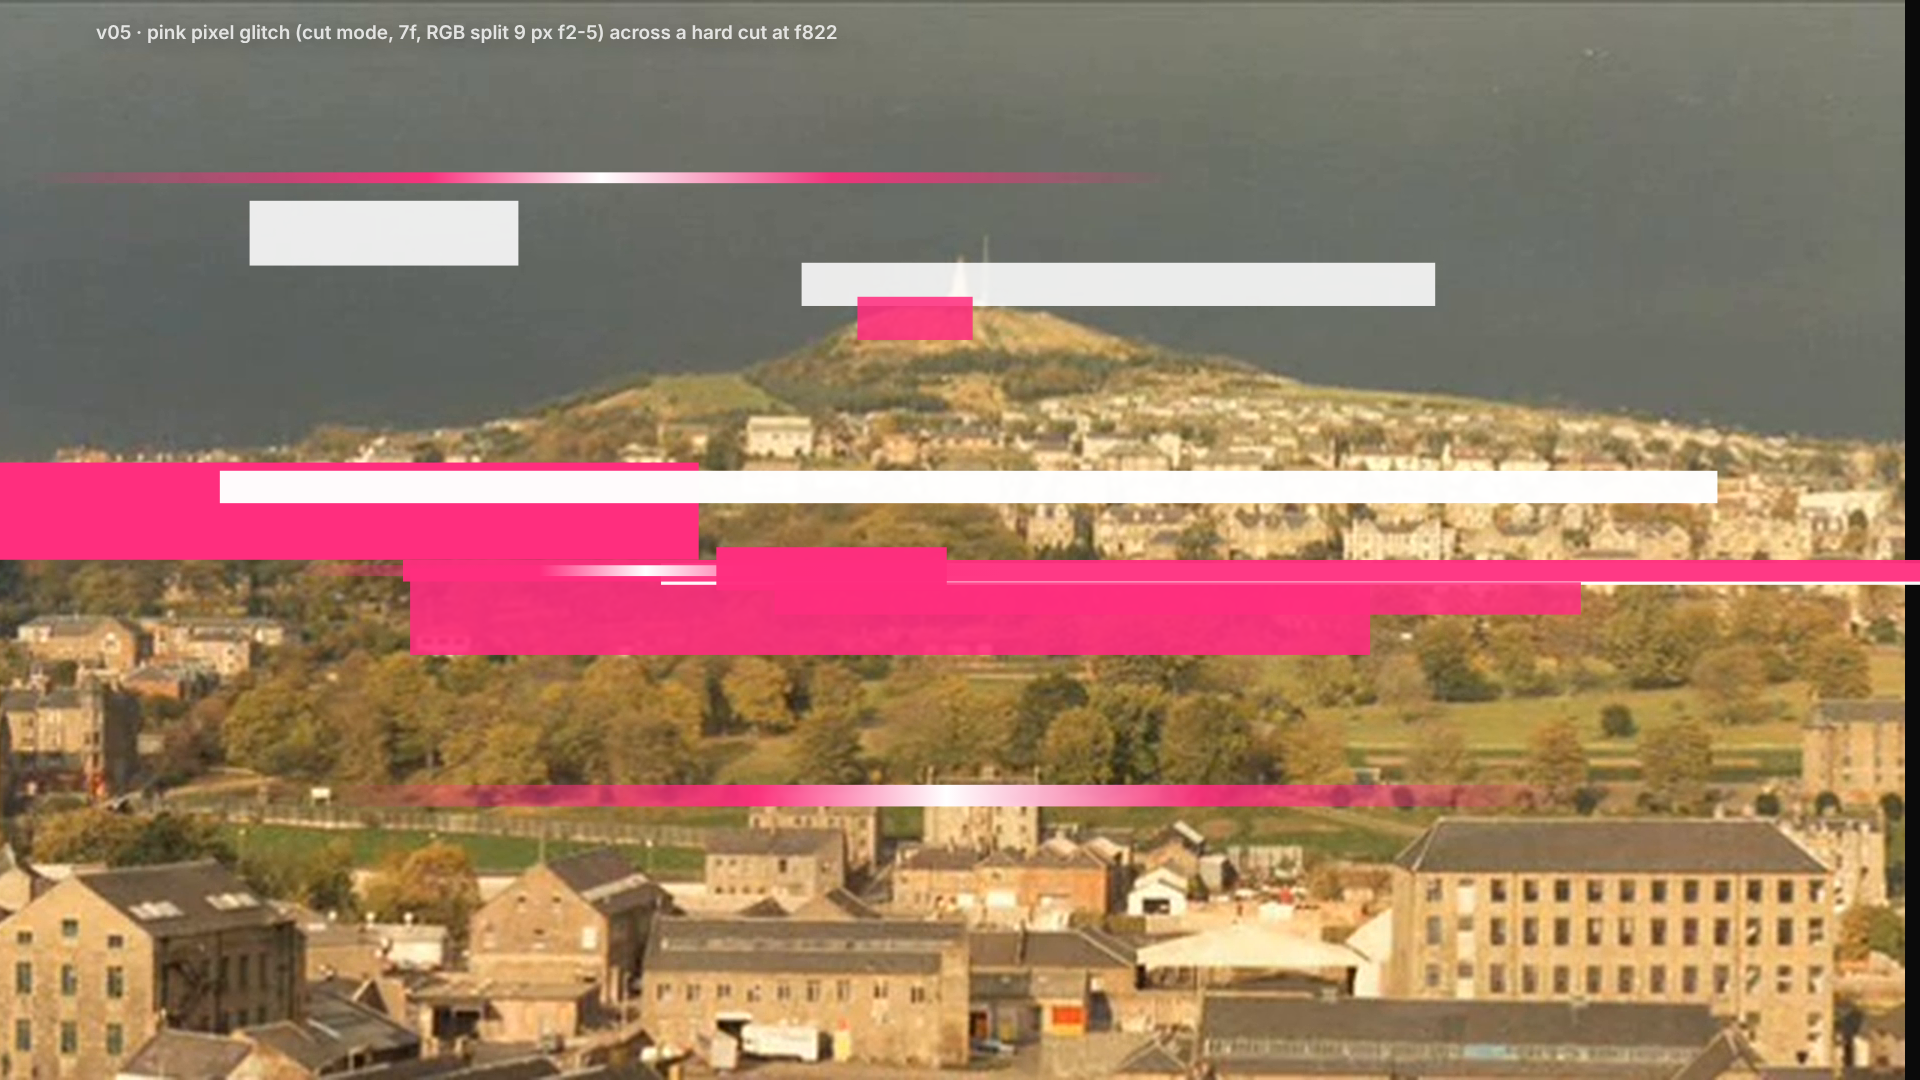 v05 · pink pixel glitch (cut mode, 7f, RGB split 9 px f2-5) across a hard cut at f822